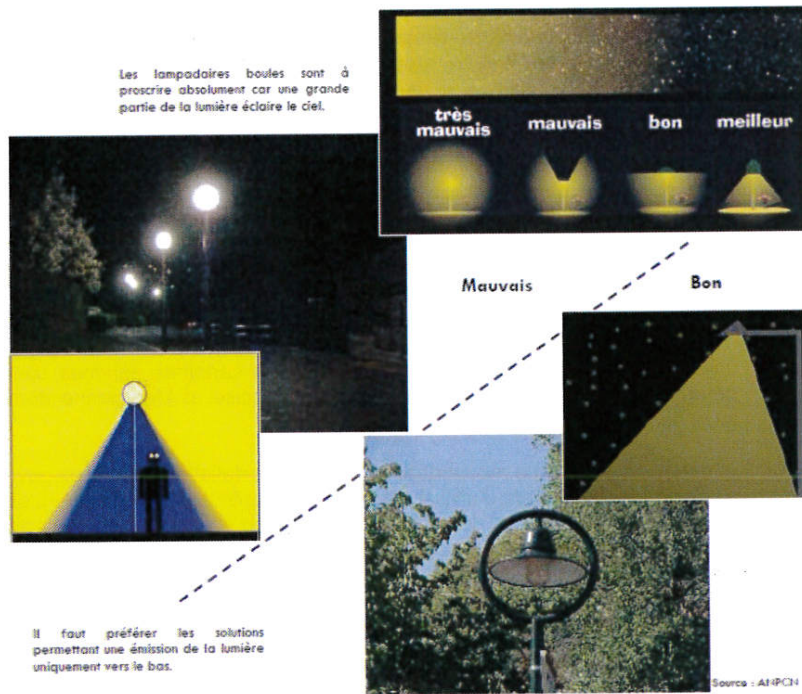 Les lampadaires boules sont à
proscrire absolument car une grande
partie de la lumière éclaire le ciel.
très
mauvais
mauvais
bon
meilleur
Mauvais
Bon
Il faut préférer les solutions
permettant une émission de la lumière
uniquement vers le bas.
Source : ANPCN